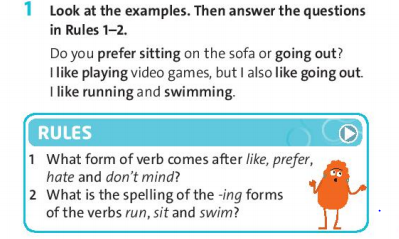 1 Look at the examples. Then answer the questions
in Rules 1–2.
Do you prefer sitting on the sofa or going out?
I like playing video games, but I also like going out.
I like running and swimming.
RULES
1 What form of verb comes after like, prefer,
hate and don't mind?
2 What is the spelling of the -ing forms
of the verbs run, sit and swim?